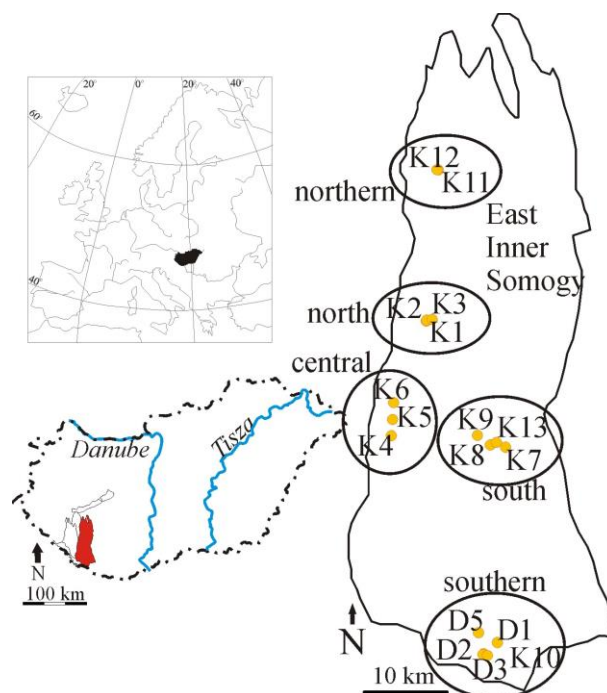 20°
0°
20°
40°
60°
40°
K12
K11
northern
East
Inner
Somogy
north
K2
K3
K1
central
K6
K5
K4
K9
K13
K8
K7
south
Danube
Tisza
N
100 km
southern
D5
D1
D2
D3
K10
N
10 km